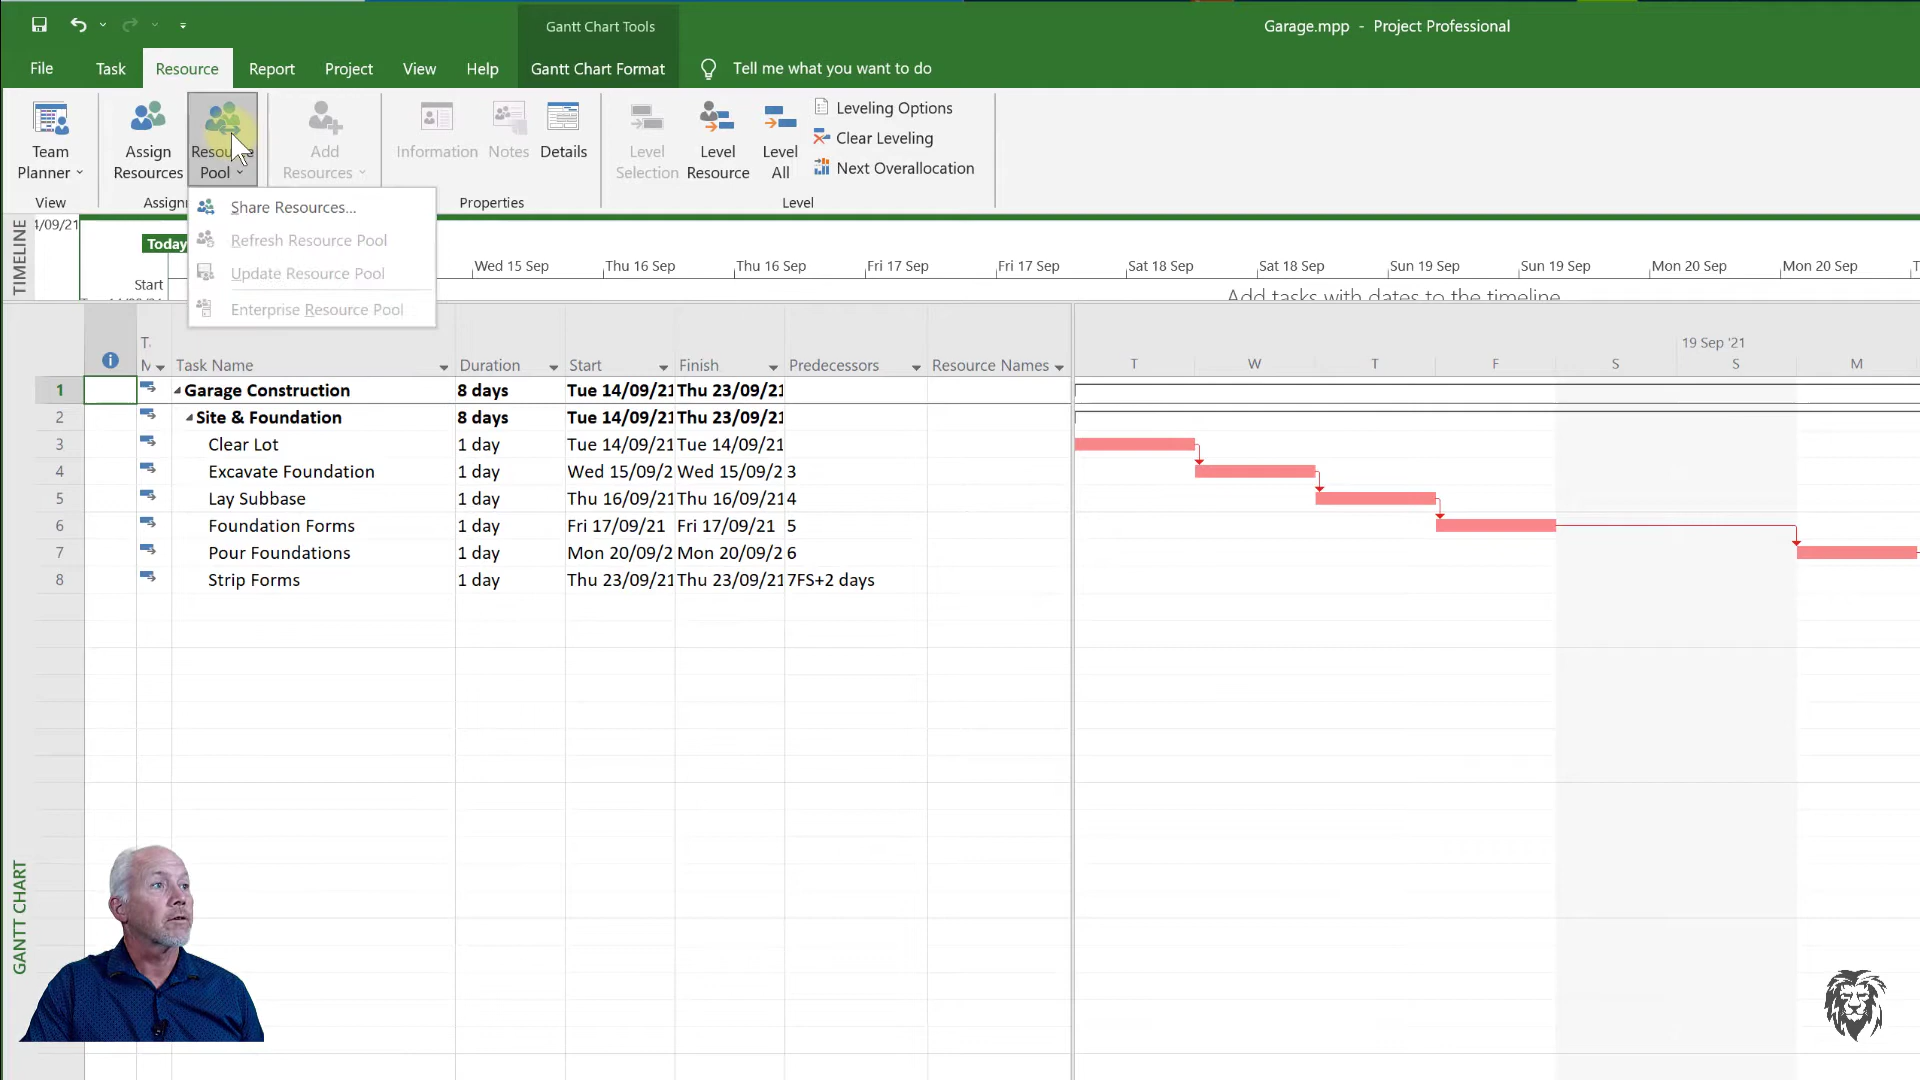 Gantt Chart Tools
Garage.mpp - Project Professional
File Task Resource Report Project View Help Gantt Chart Format Tell me what you want to do
Team Planner
Assign Resources
Resource Pool
Add Resources
Information
Notes
Details
Level Selection
Level Resource
Level All
Leveling Options
Clear Leveling
Next Overallocation
View
Properties
Level
Share Resources...
Refresh Resource Pool
Update Resource Pool
Enterprise Resource Pool
TIMELINE
4/09/21
Today
Start
Wed 15 Sep Thu 16 Sep Thu 16 Sep Fri 17 Sep Fri 17 Sep Sat 18 Sep Sat 18 Sep Sun 19 Sep Sun 19 Sep Mon 20 Sep Mon 20 Sep
Add tasks with dates to the timeline
19 Sep '21
Task Name Duration Start Finish Predecessors Resource Names T W T F S S M
1 Garage Construction 8 days Tue 14/09/21 Thu 23/09/21
2 Site & Foundation 8 days Tue 14/09/21 Thu 23/09/21
3 Clear Lot 1 day Tue 14/09/21 Tue 14/09/21
4 Excavate Foundation 1 day Wed 15/09/2 Wed 15/09/2 3
5 Lay Subbase 1 day Thu 16/09/21 Thu 16/09/21 4
6 Foundation Forms 1 day Fri 17/09/21 Fri 17/09/21 5
7 Pour Foundations 1 day Mon 20/09/2 Mon 20/09/2 6
8 Strip Forms 1 day Thu 23/09/21 Thu 23/09/21 7FS+2 days
GANTT CHART